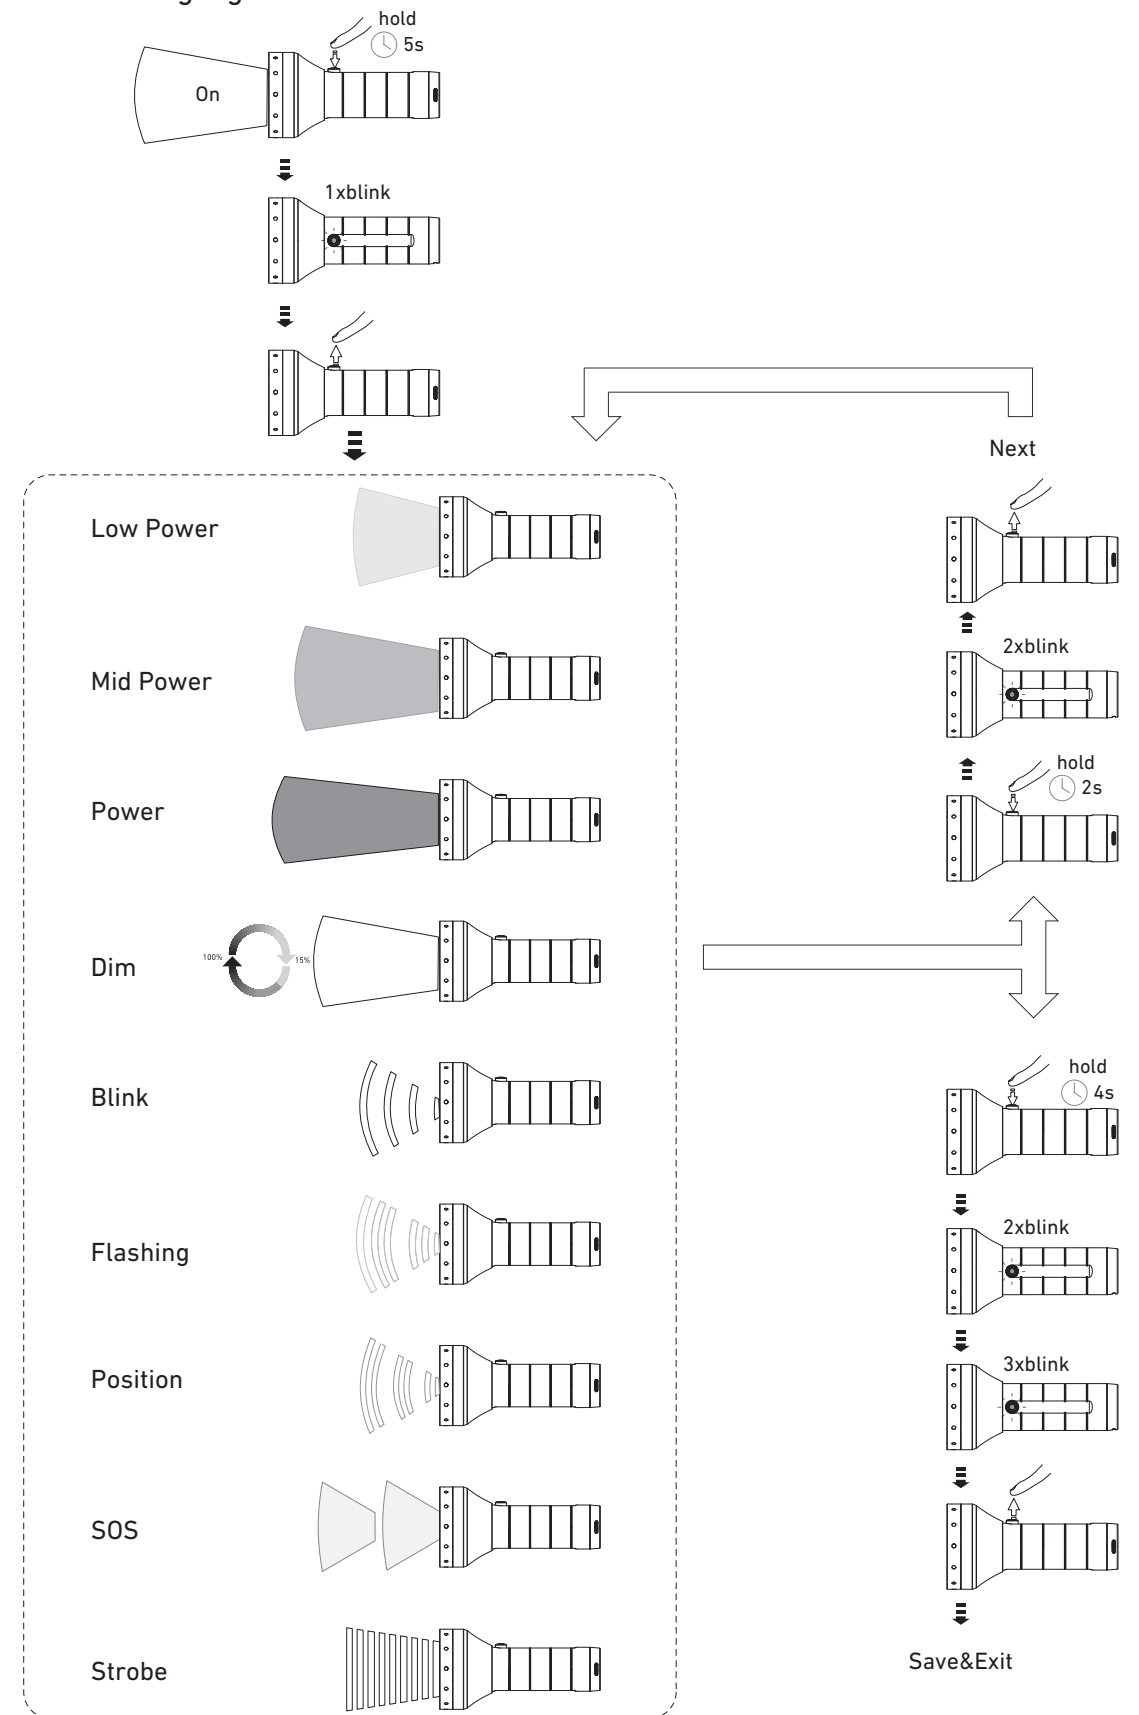 hold
5s
On
1xblink
Next
Low Power
Mid Power
2xblink
hold
2s
Power
Dim
100%
15%
Blink
hold
4s
Flashing
2xblink
Position
3xblink
SOS
Strobe
Save&Exit